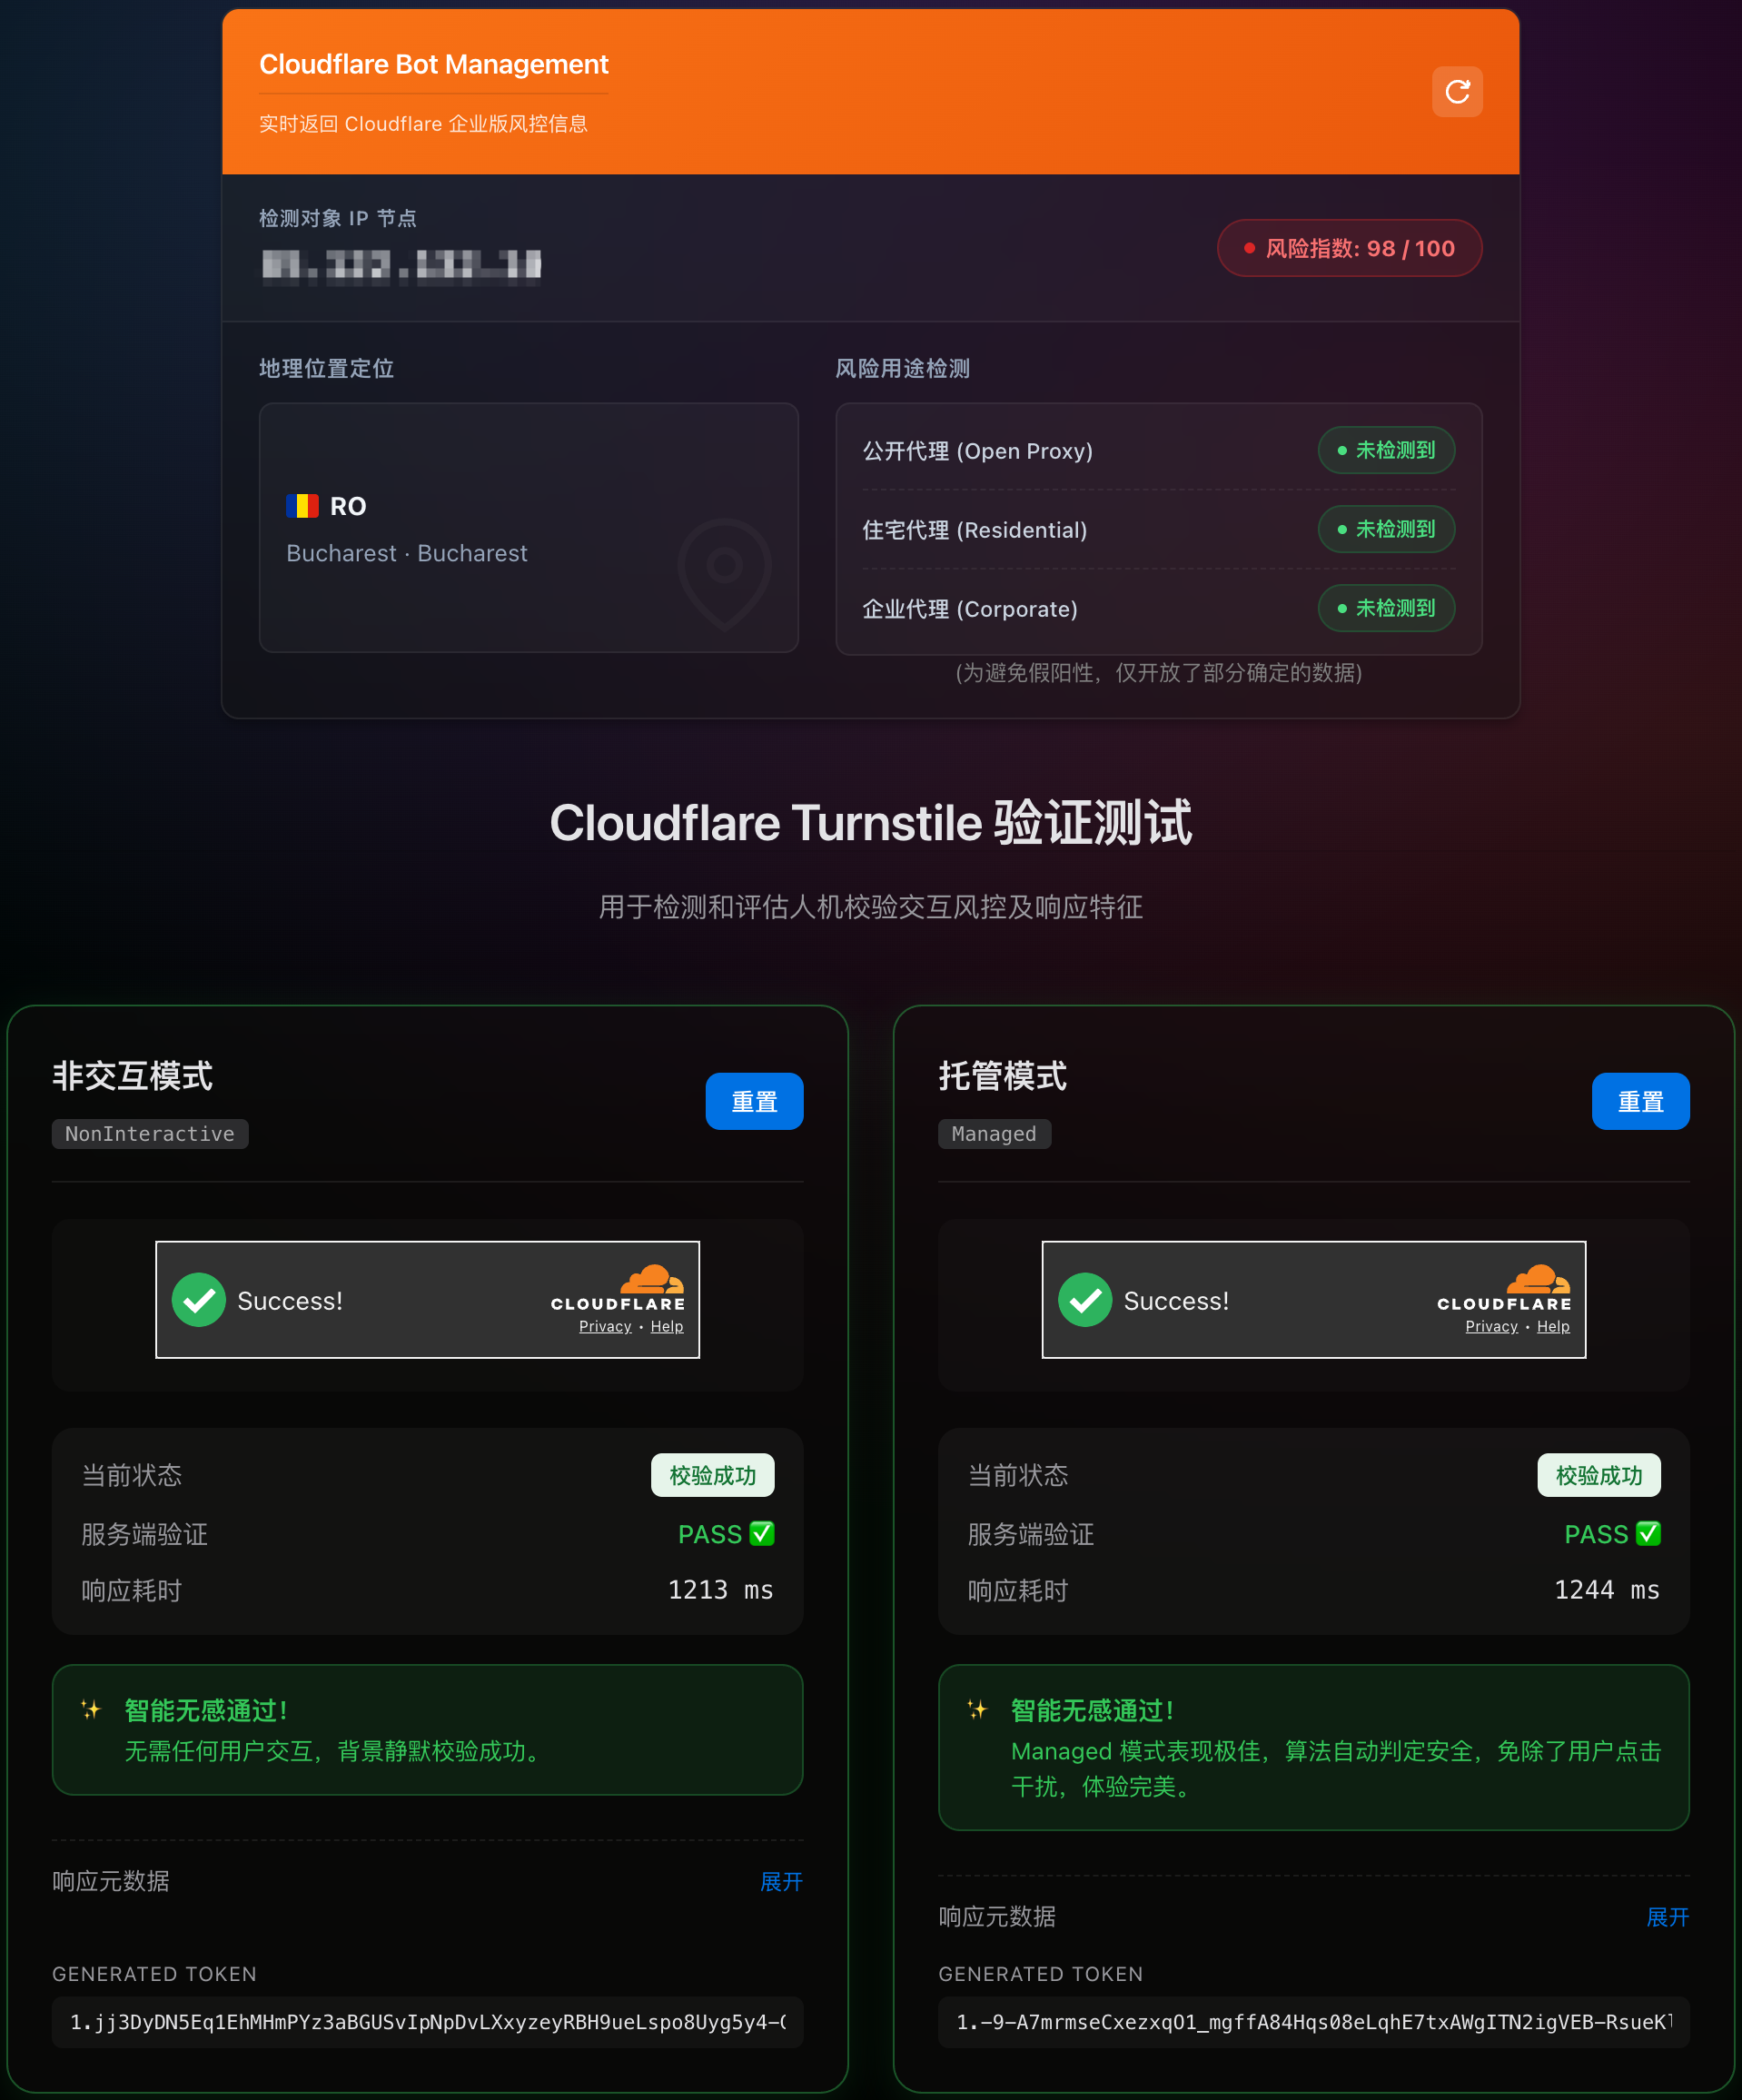 Cloudflare Bot Management
实时返回 Cloudflare 企业版风控信息
检测对象 IP 节点
风险指数: 98 / 100
地理位置定位
RO
Bucharest · Bucharest
风险用途检测
公开代理 (Open Proxy)
未检测到
住宅代理 (Residential)
未检测到
企业代理 (Corporate)
未检测到
(为避免假阳性，仅开放了部分确定的数据)
Cloudflare Turnstile 验证测试
用于检测和评估人机校验交互风控及响应特征
非交互模式
NonInteractive
重置
Success!
CLOUDFLARE
Privacy • Help
当前状态
校验成功
服务端验证
PASS ✅
响应耗时
1213 ms
✨ 智能无感通过！
无需任何用户交互，背景静默校验成功。
响应元数据
展开
GENERATED TOKEN
1.jj3DyDN5Eq1EhMHmPYz3aBGUSvIpNpDvLXxyzeyRBH9ueLspo8Uyg5y4-
托管模式
Managed
重置
Success!
CLOUDFLARE
Privacy • Help
当前状态
校验成功
服务端验证
PASS ✅
响应耗时
1244 ms
✨ 智能无感通过！
Managed 模式表现极佳，算法自动判定安全，免除了用户点击
干扰，体验完美。
响应元数据
展开
GENERATED TOKEN
1.-9-A7mrmseCxezxqO1_mgffA84Hqs08eLqhE7txAWgITN2igVEB-RsueK